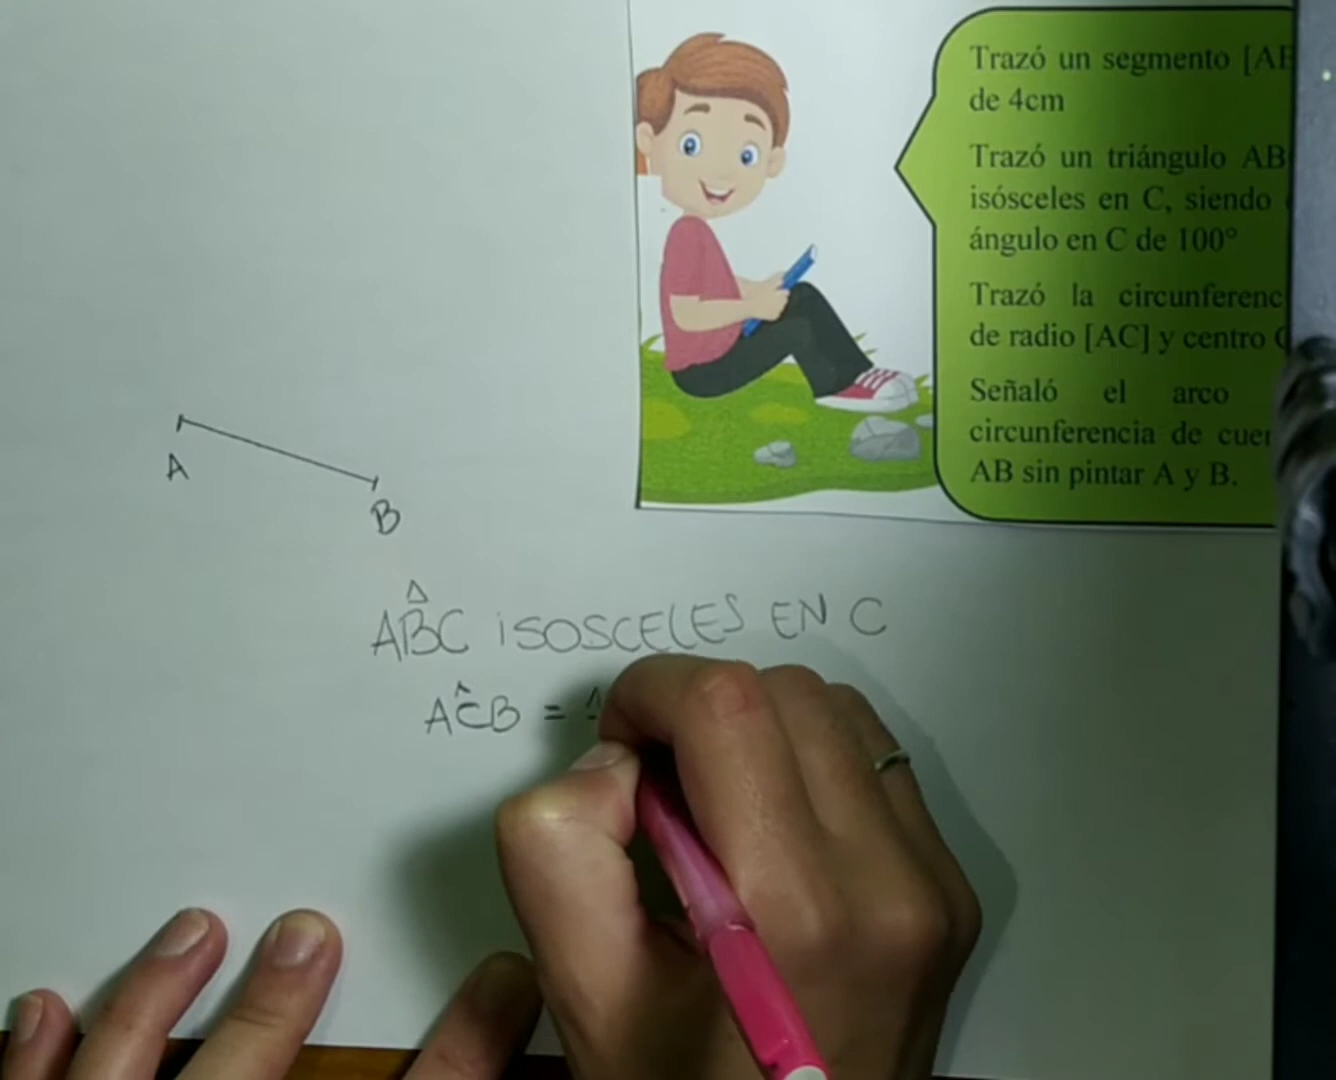 Trazó un segmento
de 4cm
Trazó un triángulo
isósceles en C, siendo
ángulo en C de 100°
Trazó la
de radio [AC] y centro
Señaló el arco
circunferencia de
AB sin pintar A y B.
A
B
ABC ISOSCELES EN C
ACB =